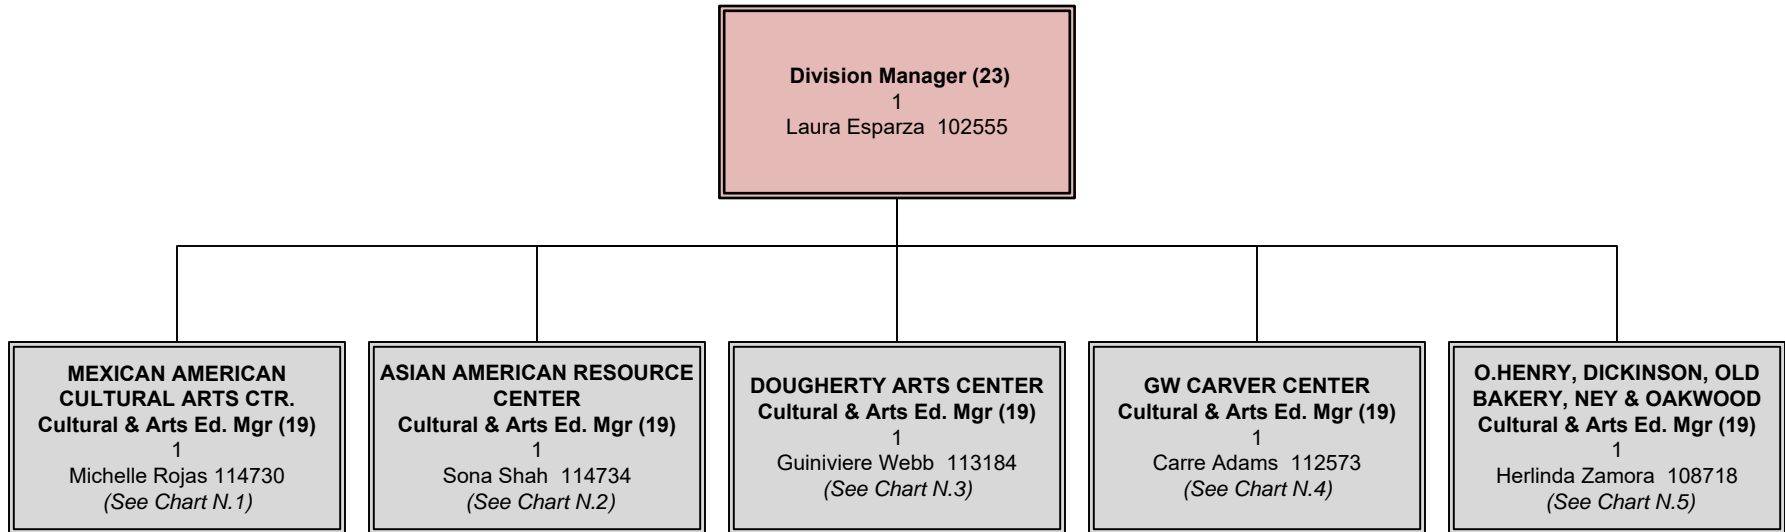 Division Manager (23)
1
Laura Esparza 102555
MEXICAN AMERICAN
CULTURAL ARTS CTR.
Cultural & Arts Ed. Mgr (19)
1
Michelle Rojas 114730
(See Chart N.1)
ASIAN AMERICAN RESOURCE
CENTER
Cultural & Arts Ed. Mgr (19)
1
Sona Shah 114734
(See Chart N.2)
DOUGHERTY ARTS CENTER
Cultural & Arts Ed. Mgr (19)
1
Guiniviere Webb 113184
(See Chart N.3)
GW CARVER CENTER
Cultural & Arts Ed. Mgr (19)
1
Carre Adams 112573
(See Chart N.4)
O.HENRY, DICKINSON, OLD
BAKERY, NEY & OAKWOOD
Cultural & Arts Ed. Mgr (19)
1
Herlinda Zamora 108718
(See Chart N.5)